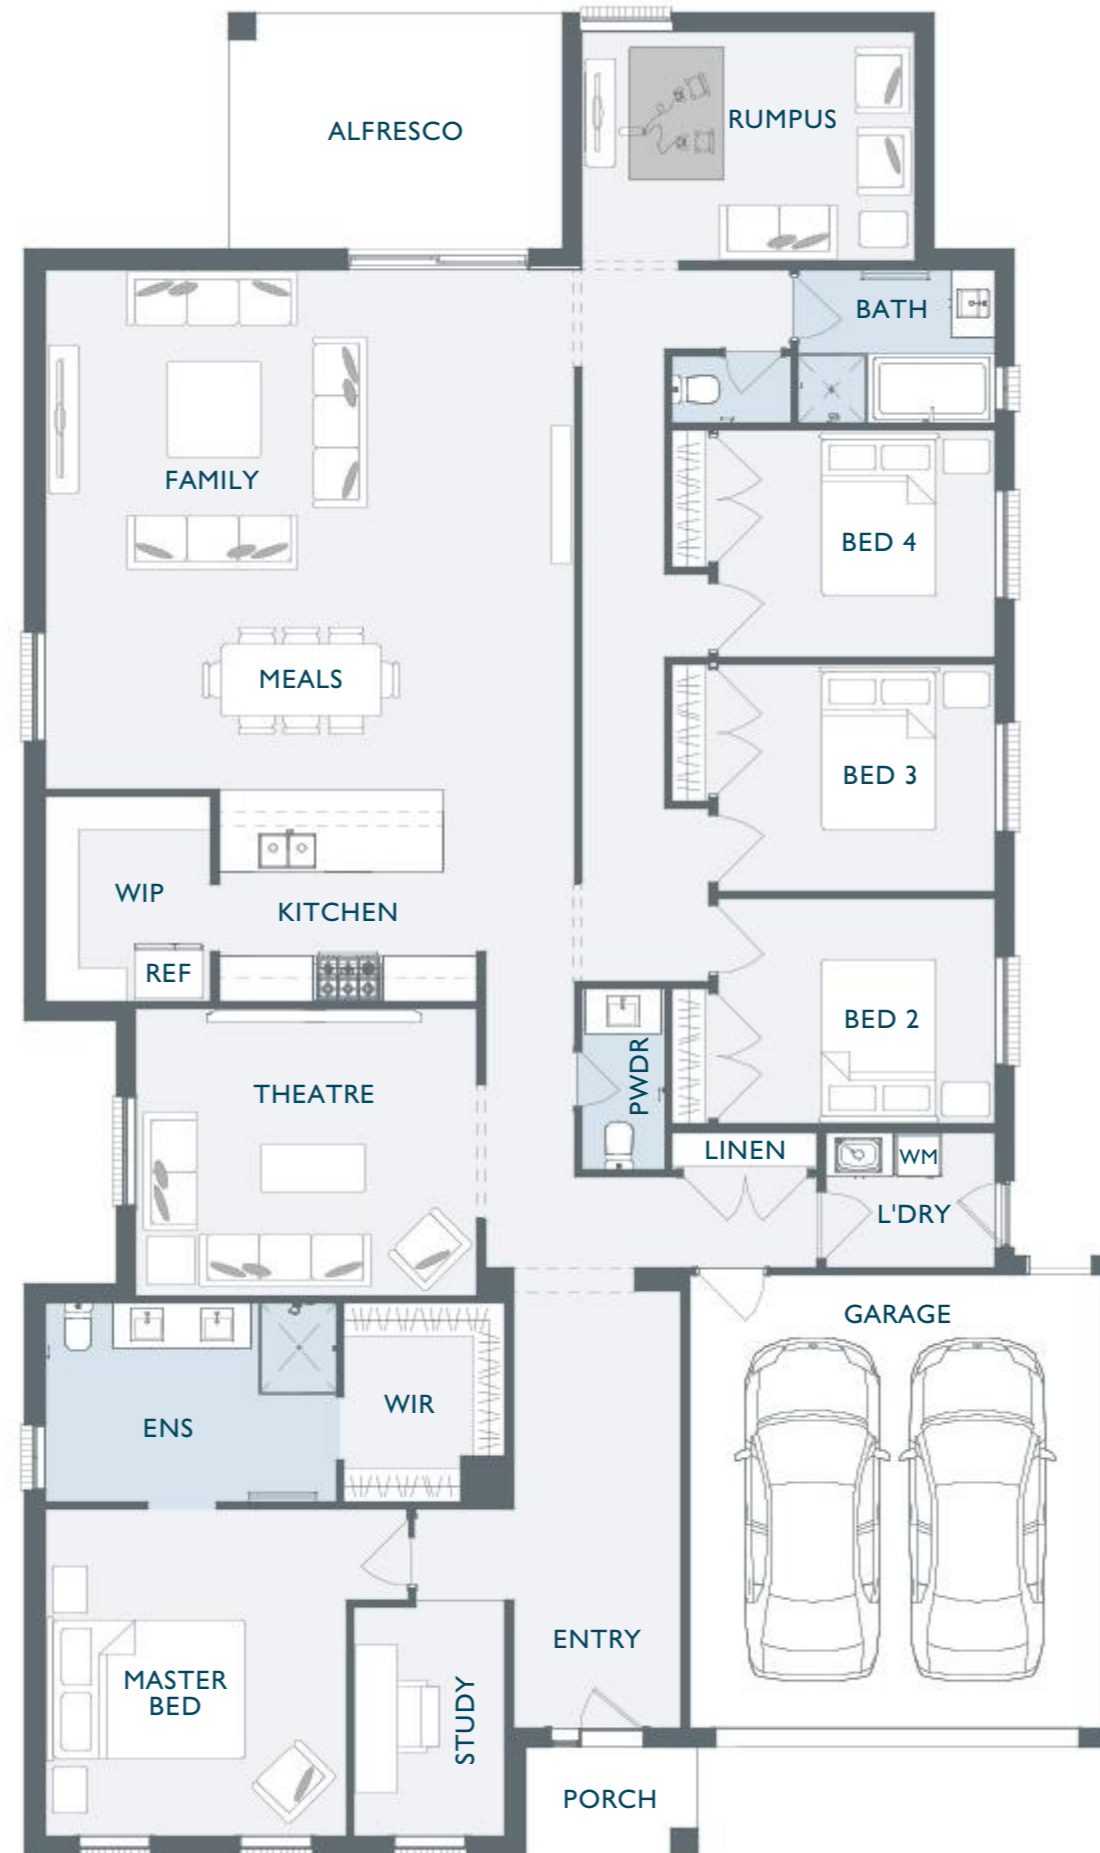 ALFRESCO
RUMPUS
BATH
FAMILY
BED 4
MEALS
BED 3
WIP
KITCHEN
REF
BED 2
THEATRE
PWDR
LINEN
WM
L'DRY
GARAGE
WIR
ENS
ENTRY
MASTER
BED
STUDY
PORCH